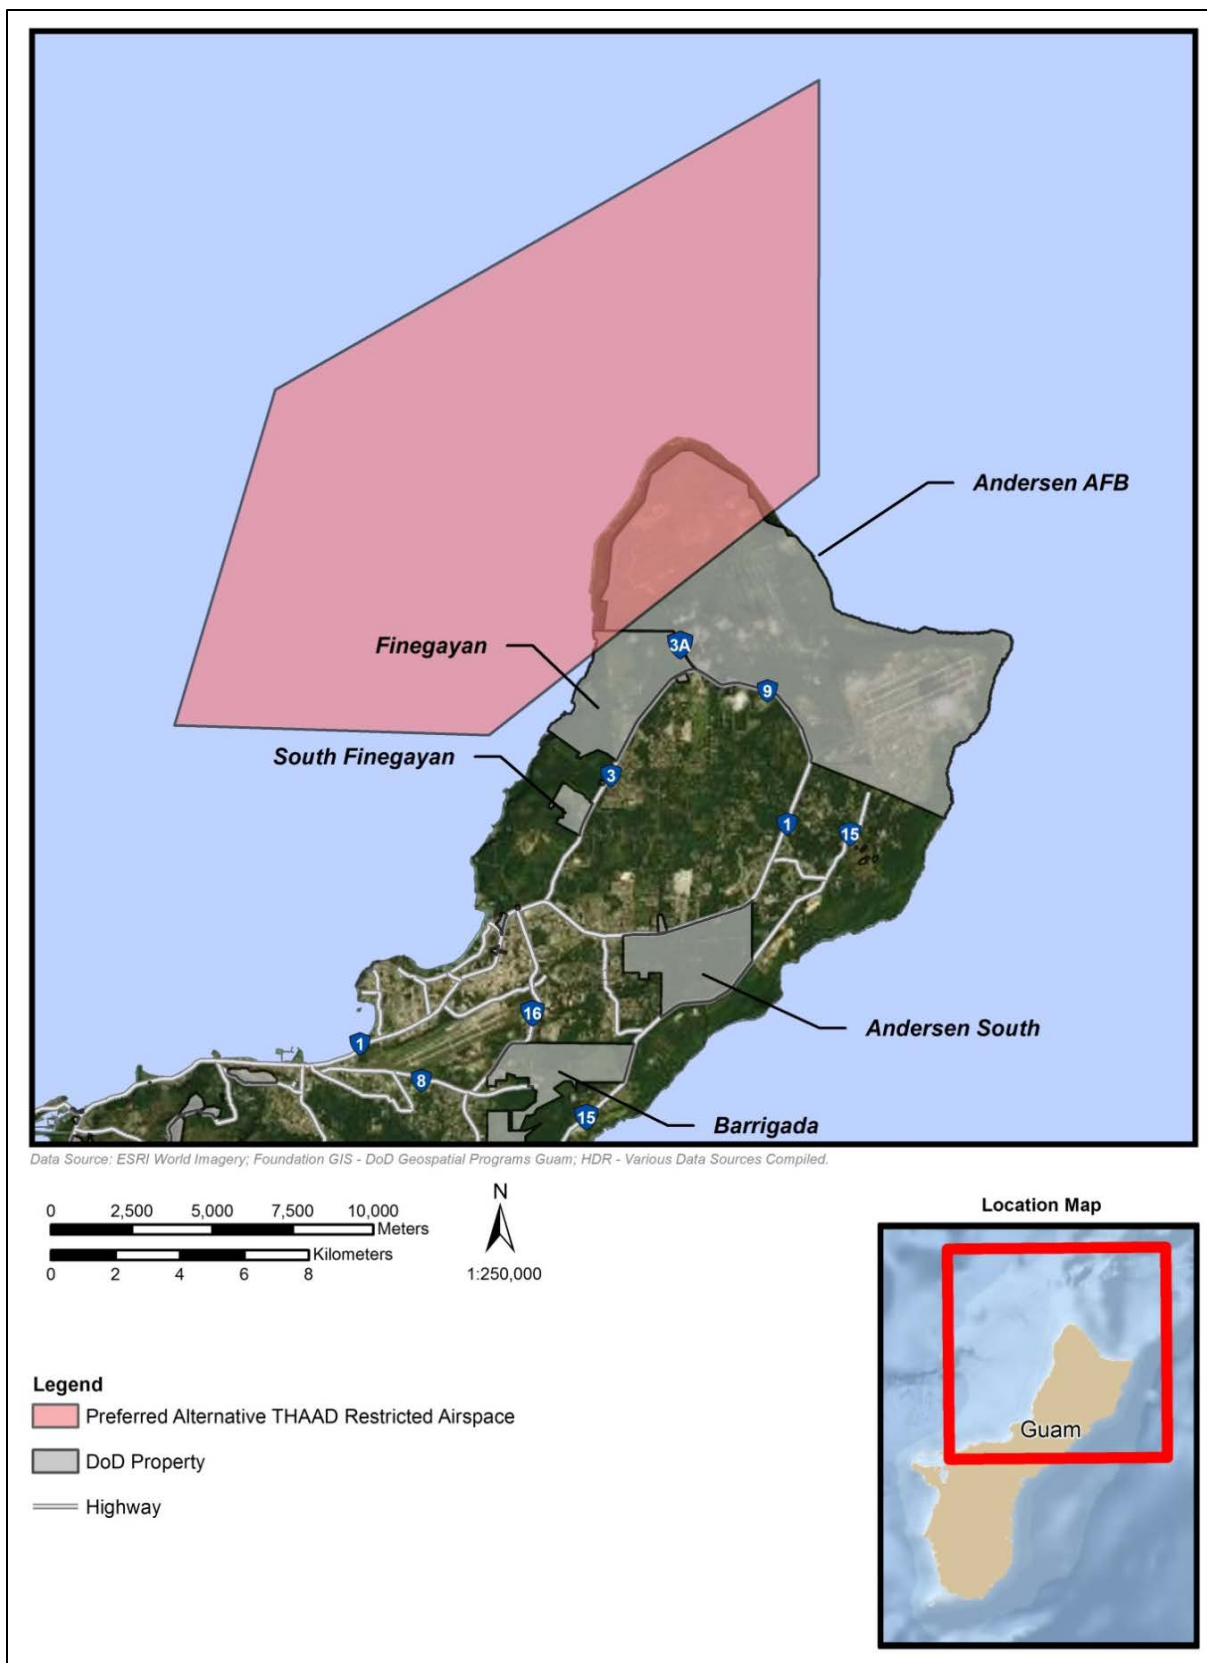 Andersen AFB
Finegayan
3A
9
South Finegayan
3
1
15
16
Andersen South
1
8
15
Barrigada
Data Source: ESRI World Imagery; Foundation GIS - DoD Geospatial Programs Guam; HDR - Various Data Sources Compiled.
0 2,500 5,000 7,500 10,000
Meters
Kilometers
0 2 4 6 8
N
1:250,000
Location Map
Guam
Legend
Preferred Alternative THAAD Restricted Airspace
DoD Property
Highway